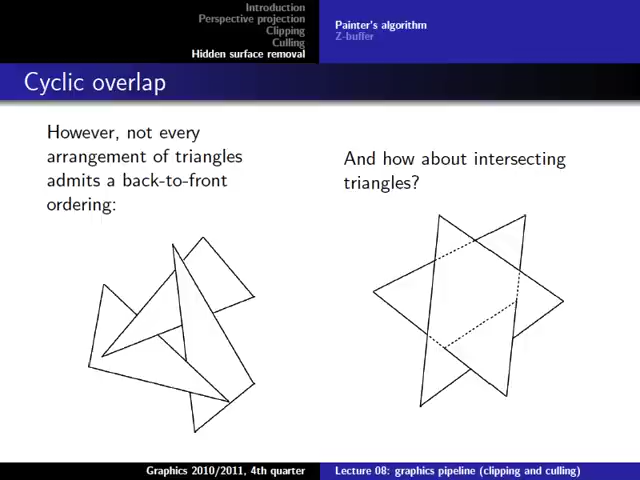 Introduction
Perspective projection
Clipping
Culling
Hidden surface removal
Painter's algorithm
Z-buffer
Cyclic overlap
However, not every
arrangement of triangles
admits a back-to-front
ordering:
And how about intersecting
triangles?
Graphics 2010/2011, 4th quarter
Lecture 08: graphics pipeline (clipping and culling)